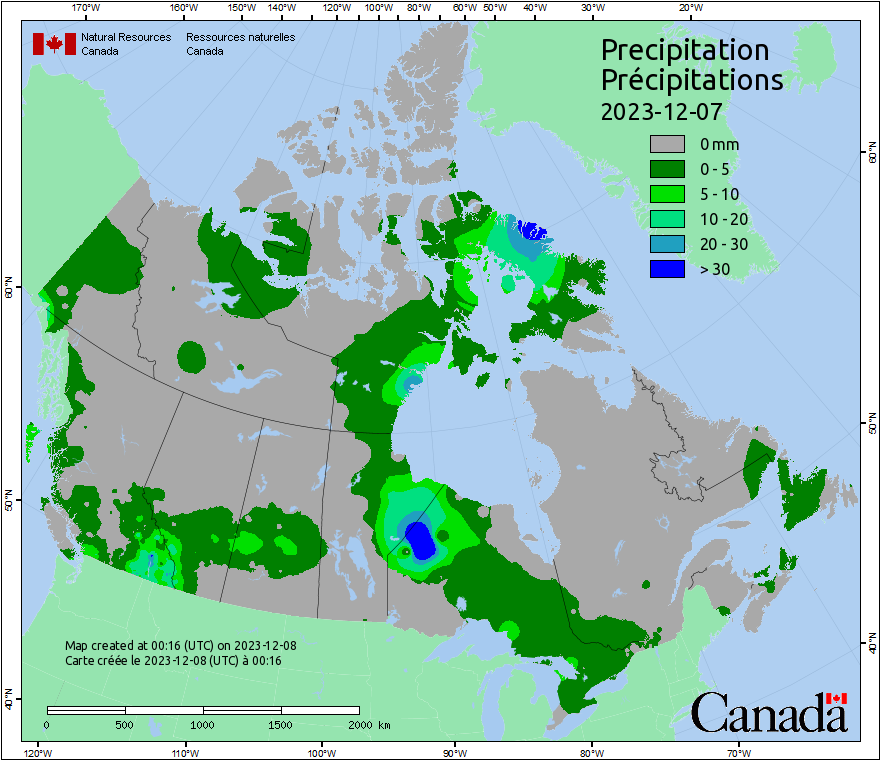 170°W 160°W 150°W 140°W 120°W 100°W 80°W 60°W 50°W 40°W 30°W 20°W
Natural Resources Ressources naturelles
Canada Canada
Precipitation
Précipitations
2023-12-07
0 mm
0 - 5
5 - 10
10 - 20
20 - 30
> 30
60°N
60°N
50°N
50°N
40°N
40°N
Map created at 00:16 (UTC) on 2023-12-08
Carte créée le 2023-12-08 (UTC) à 00:16
0 500 1000 1500 2000 km
Canada
120°W 110°W 100°W 90°W 80°W 70°W